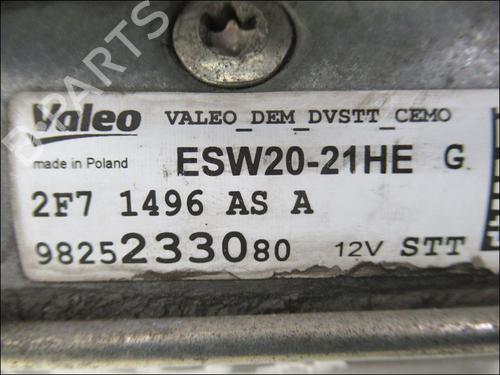 Valeo VALEO_DEM_DVSTT_CEMO
made in Poland ESW20-21HE G
2F7 1496 AS A
9825233080 12V STT